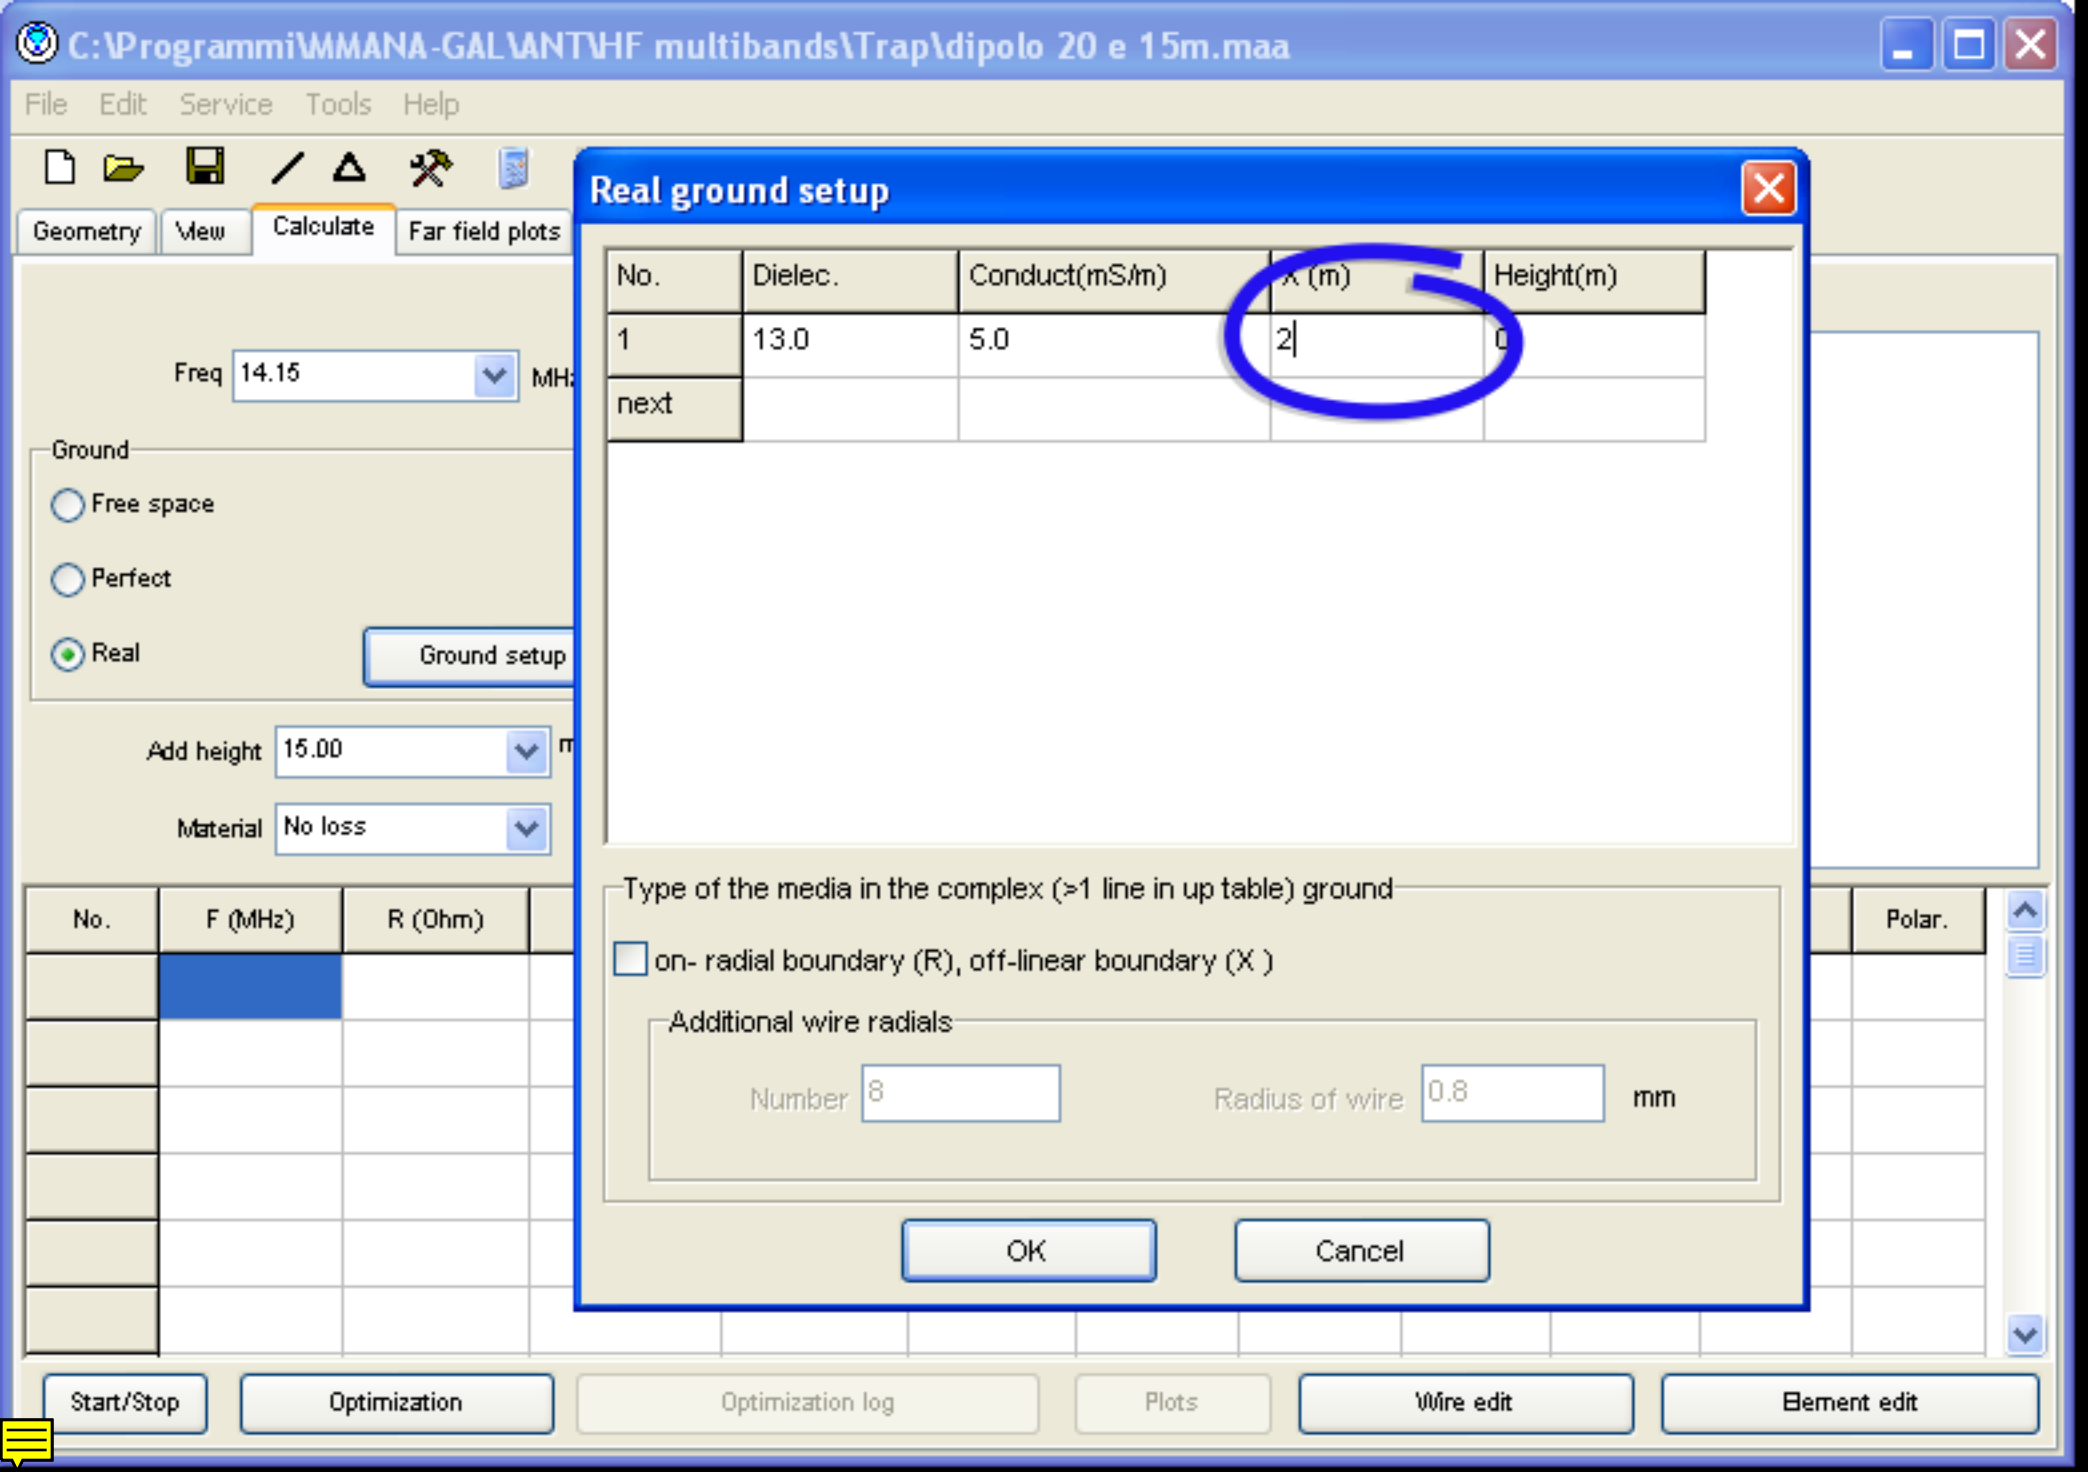 C:\Programmi\MMANA-GAL\ANT\HF multibands\Trap\dipolo 20 e 15m.maa
File Edit Service Tools Help
Geometry View Calculate Far field plots
Freq 14.15
Ground
Free space
Perfect
Real Ground setup
Add height 15.00
Material No loss
Real ground setup
No. Dielec. Conduct(mS/m) X (m) Height(m)
1 13.0 5.0 2 0
next
Type of the media in the complex (>1 line in up table) ground
on- radial boundary (R), off-linear boundary (X )
Additional wire radials
Number 8 Radius of wire 0.8 mm
OK Cancel
No. F (MHz) R (Ohm) Polar.
Start/Stop Optimization Optimization log Plots Wire edit Element edit